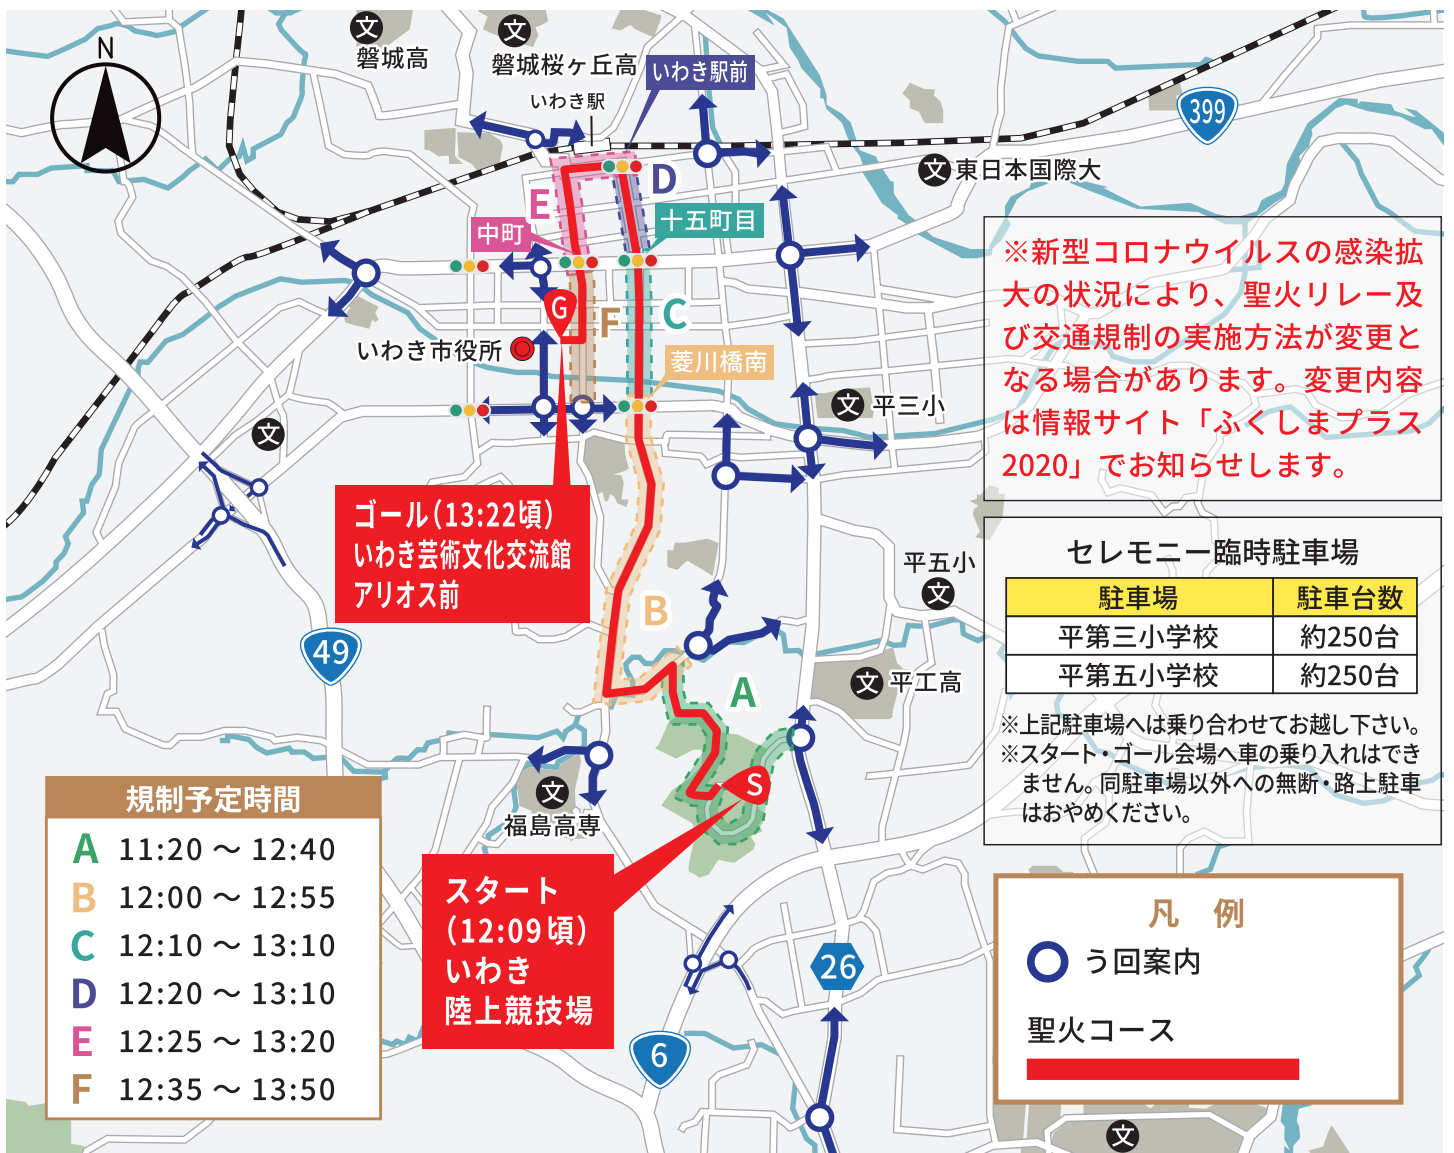 N
文
磐城高
文
磐城桜ヶ丘高
いわき駅
いわき駅前
399
文
東日本国際大
D
E
十五町目
中町
G
F
C
いわき市役所
菱川橋南
文
平三小
文
※新型コロナウイルスの感染拡
大の状況により、聖火リレー及
び交通規制の実施方法が変更と
なる場合があります。変更内容
は情報サイト「ふくしまプラス
2020」でお知らせします。
ゴール(13:22頃)
いわき芸術文化交流館
アリオス前
セレモニー臨時駐車場
駐車場 駐車台数
平第三小学校 約250台
平第五小学校 約250台
※上記駐車場へは乗り合わせてお越し下さい。
※スタート・ゴール会場へ車の乗り入れはでき
ません。同駐車場以外への無断・路上駐車
はおやめください。
平五小
文
B
49
文
平工高
A
S
文
福島高専
規制予定時間
A 11:20 〜 12:40
B 12:00 〜 12:55
C 12:10 〜 13:10
D 12:20 〜 13:10
E 12:25 〜 13:20
F 12:35 〜 13:50
スタート
(12:09頃)
いわき
陸上競技場
26
6
凡 例
う回案内
聖火コース
文